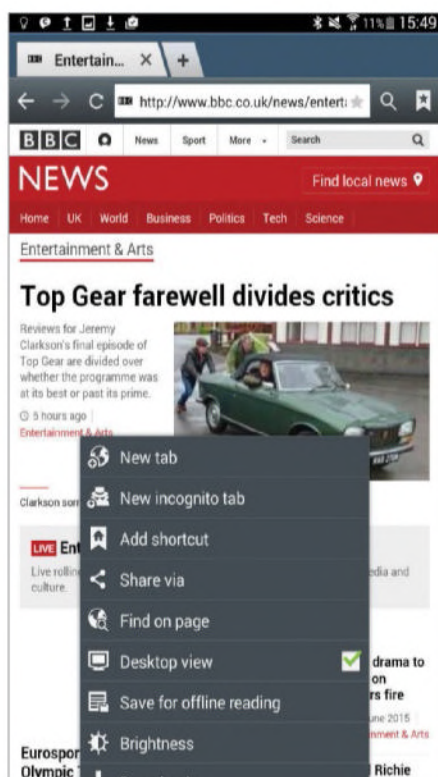 11% 15:49
Entertain...
http://www.bbc.co.uk/news/entert
BBC News Sport More Search
NEWS Find local news
Home UK World Business Politics Tech Science
Entertainment & Arts
Top Gear farewell divides critics
Reviews for Jeremy
Clarkson's final episode of
Top Gear are divided over
whether the programme was
at its best or past its prime.
5 hours ago
Entertainment & Arts
New tab
New incognito tab
Clarkson
Add shortcut
LIVE Ent
Live rolling
culture.
edia and
Share via
Find on page
Desktop view
drama to
on
rs fire
Save for offline reading
une 2015
nment & Arts
Brightness
Eurospor
Olympic
Richie